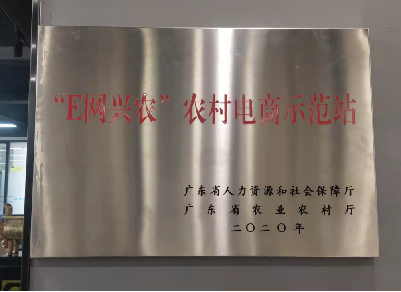 “E网兴农”农村电商示范站
广东省人力资源和社会保障厅
广东省农业农村厅
二〇二〇年